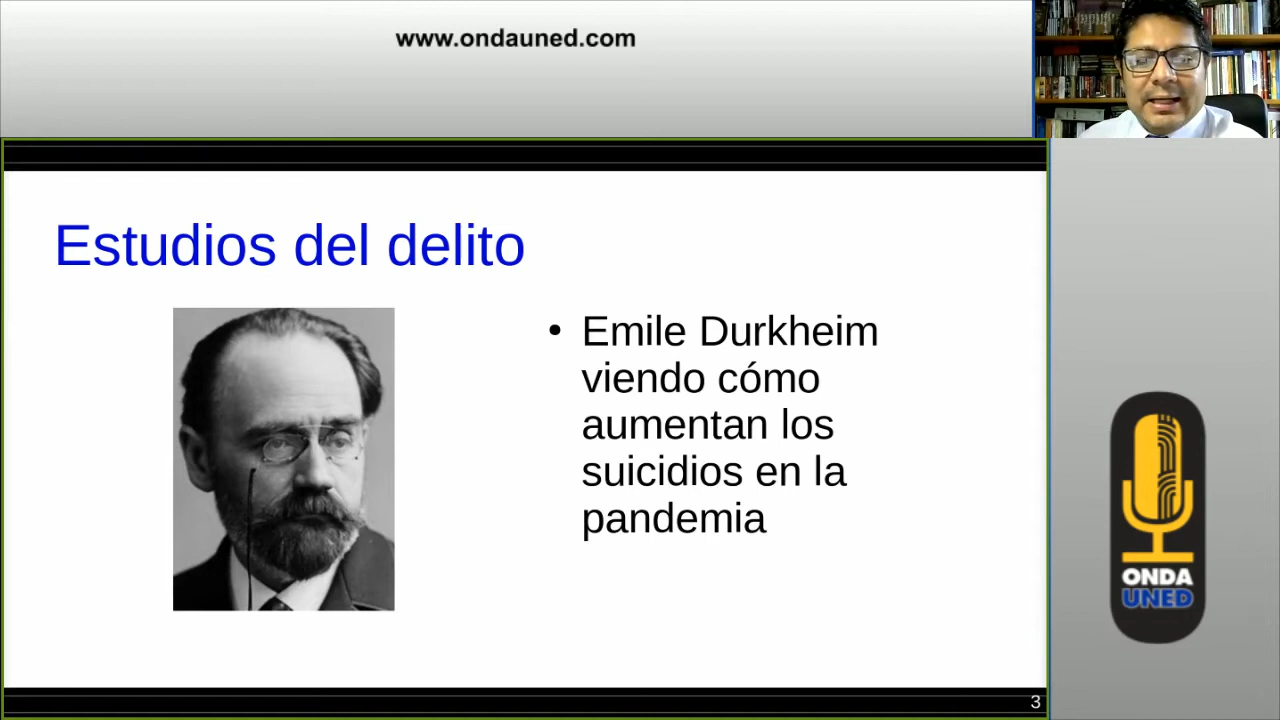 www.ondauned.com
Estudios del delito
• Emile Durkheim
viendo cómo
aumentan los
suicidios en la
pandemia
ONDA
UNED
3